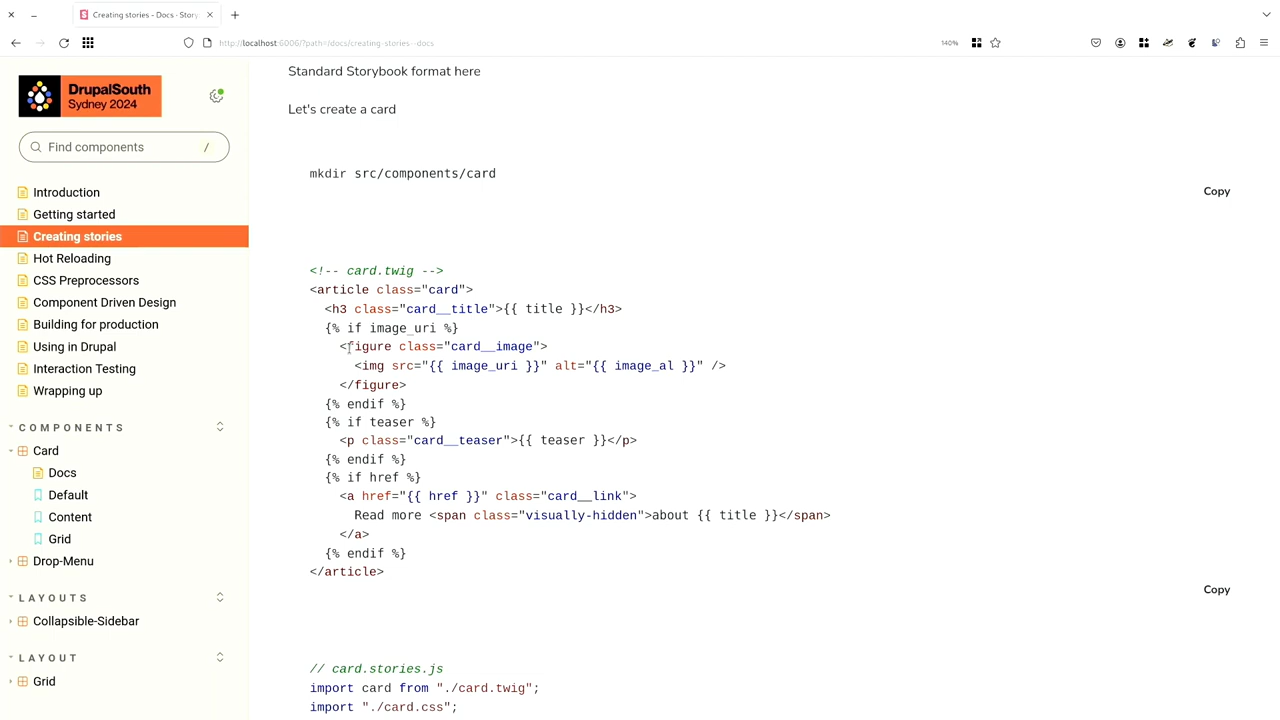 Creating stories - Docs · Story
http://localhost:6006/?path=/docs/creating-stories--docs
140%
DrupalSouth
Sydney 2024
Find components
/
Introduction
Getting started
Creating stories
Hot Reloading
CSS Preprocessors
Component Driven Design
Building for production
Using in Drupal
Interaction Testing
Wrapping up
COMPONENTS
Card
Docs
Default
Content
Grid
Drop-Menu
LAYOUTS
Collapsible-Sidebar
LAYOUT
Grid
Standard Storybook format here
Let's create a card
mkdir src/components/card
Copy
<!-- card.twig -->
<article class="card">
<h3 class="card__title">{{ title }}</h3>
{% if image_uri %}
<figure class="card__image">
<img src="{{ image_uri }}" alt="{{ image_al }}" />
</figure>
{% endif %}
{% if teaser %}
<p class="card__teaser">{{ teaser }}</p>
{% endif %}
{% if href %}
<a href="{{ href }}" class="card__link">
Read more <span class="visually-hidden">about {{ title }}</span>
</a>
{% endif %}
</article>
Copy
// card.stories.js
import card from "./card.twig";
import "./card.css";